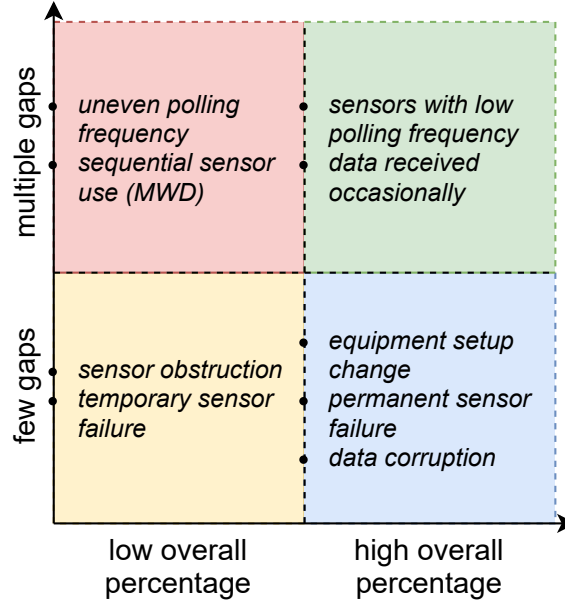 multiple gaps
uneven polling
frequency
sequential sensor
use (MWD)
sensors with low
polling frequency
data received
occasionally
few gaps
sensor obstruction
temporary sensor
failure
equipment setup
change
permanent sensor
failure
data corruption
low overall
percentage
high overall
percentage